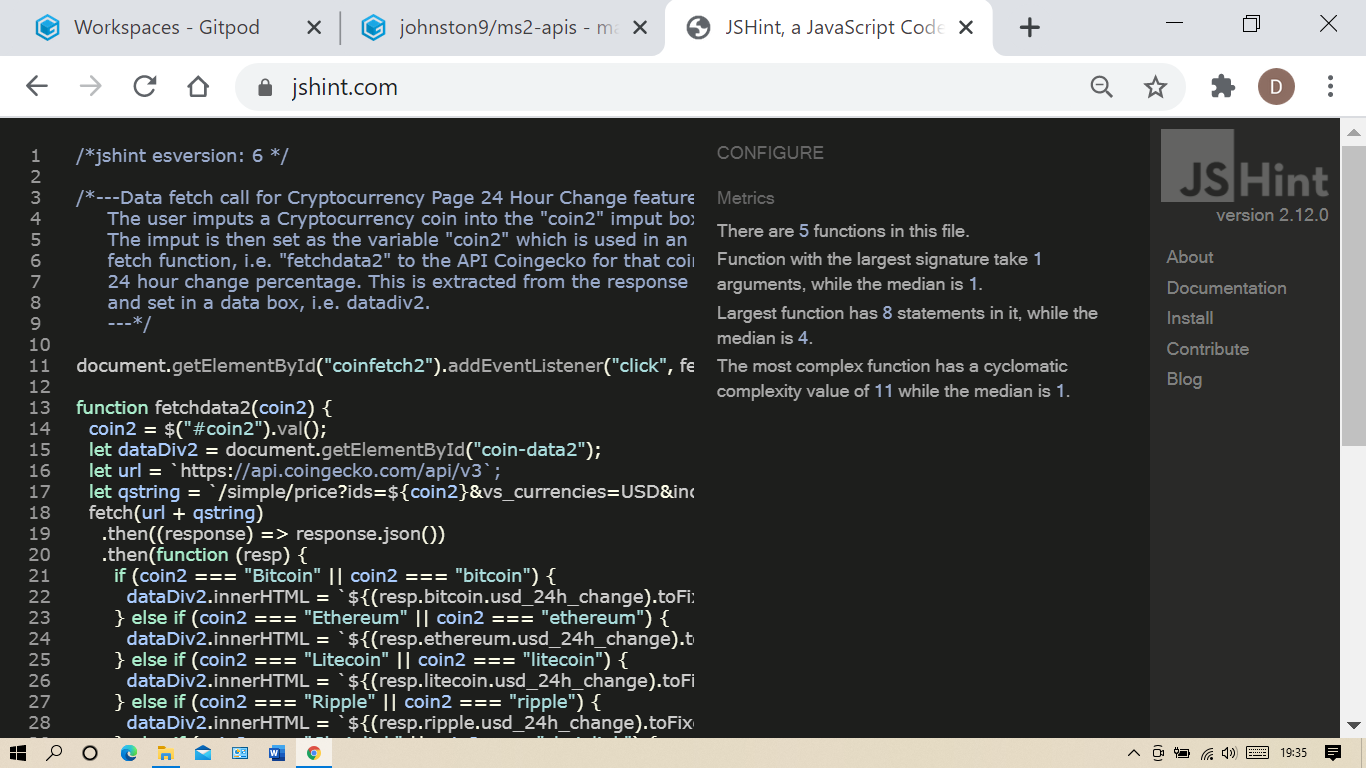 Workspaces - Gitpod
johnston9/ms2-apis - ma
JSHint, a JavaScript Code
jshint.com
D
1 /*jshint esversion: 6 */
2
3 /*---Data fetch call for Cryptocurrency Page 24 Hour Change feature
4 The user imputs a Cryptocurrency coin into the "coin2" imput box
5 The imput is then set as the variable "coin2" which is used in an
6 fetch function, i.e. "fetchdata2" to the API Coingecko for that coin
7 24 hour change percentage. This is extracted from the response
8 and set in a data box, i.e. datadiv2.
9 ---*/
10
11 document.getElementById("coinfetch2").addEventListener("click", fe
12
13 function fetchdata2(coin2) {
14 coin2 = $("#coin2").val();
15 let dataDiv2 = document.getElementById("coin-data2");
16 let url = `https://api.coingecko.com/api/v3`;
17 let qstring = `/simple/price?ids=${coin2}&vs_currencies=USD&inc
18 fetch(url + qstring)
19 .then((response) => response.json())
20 .then(function (resp) {
21 if (coin2 === "Bitcoin" || coin2 === "bitcoin") {
22 dataDiv2.innerHTML = `${(resp.bitcoin.usd_24h_change).toFix
23 } else if (coin2 === "Ethereum" || coin2 === "ethereum") {
24 dataDiv2.innerHTML = `${(resp.ethereum.usd_24h_change).to
25 } else if (coin2 === "Litecoin" || coin2 === "litecoin") {
26 dataDiv2.innerHTML = `${(resp.litecoin.usd_24h_change).toFi
27 } else if (coin2 === "Ripple" || coin2 === "ripple") {
28 dataDiv2.innerHTML = `${(resp.ripple.usd_24h_change).toFixe
CONFIGURE
Metrics
There are 5 functions in this file.
Function with the largest signature take 1
arguments, while the median is 1.
Largest function has 8 statements in it, while the
median is 4.
The most complex function has a cyclomatic
complexity value of 11 while the median is 1.
JSHint
version 2.12.0
About
Documentation
Install
Contribute
Blog
19:35